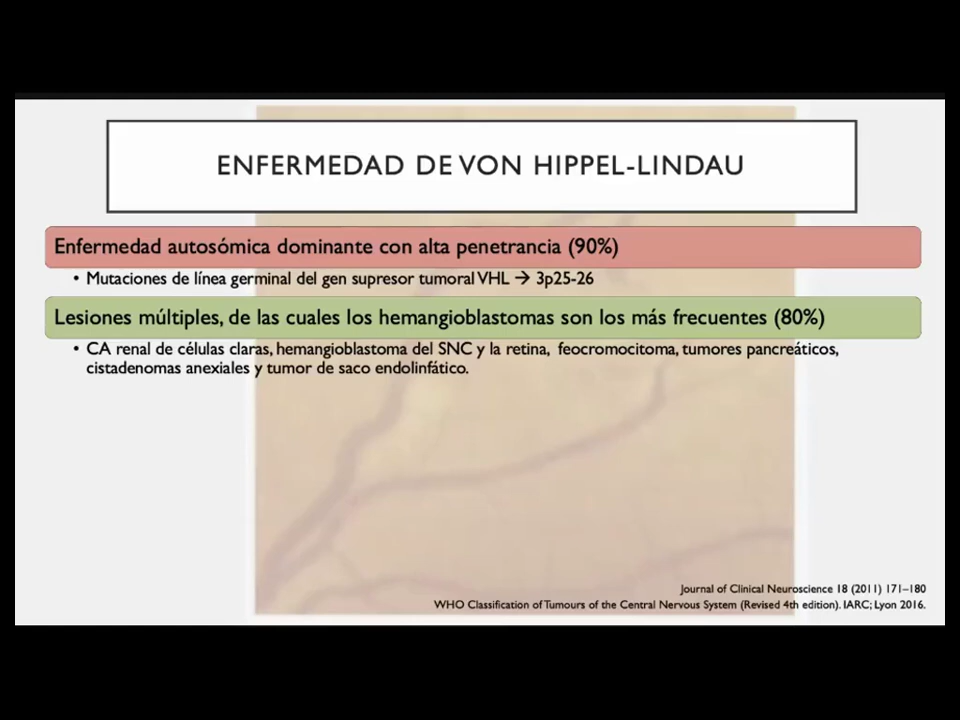 ENFERMEDAD DE VON HIPPEL-LINDAU
Enfermedad autosómica dominante con alta penetrancia (90%)
• Mutaciones de línea germinal del gen supresor tumoral VHL → 3p25-26
Lesiones múltiples, de las cuales los hemangioblastomas son los más frecuentes (80%)
• CA renal de células claras, hemangioblastoma del SNC y la retina, feocromocitoma, tumores pancreáticos,
cistadenomas anexiales y tumor de saco endolinfático.
Journal of Clinical Neuroscience 18 (2011) 171–180
WHO Classification of Tumours of the Central Nervous System (Revised 4th edition). IARC; Lyon 2016.